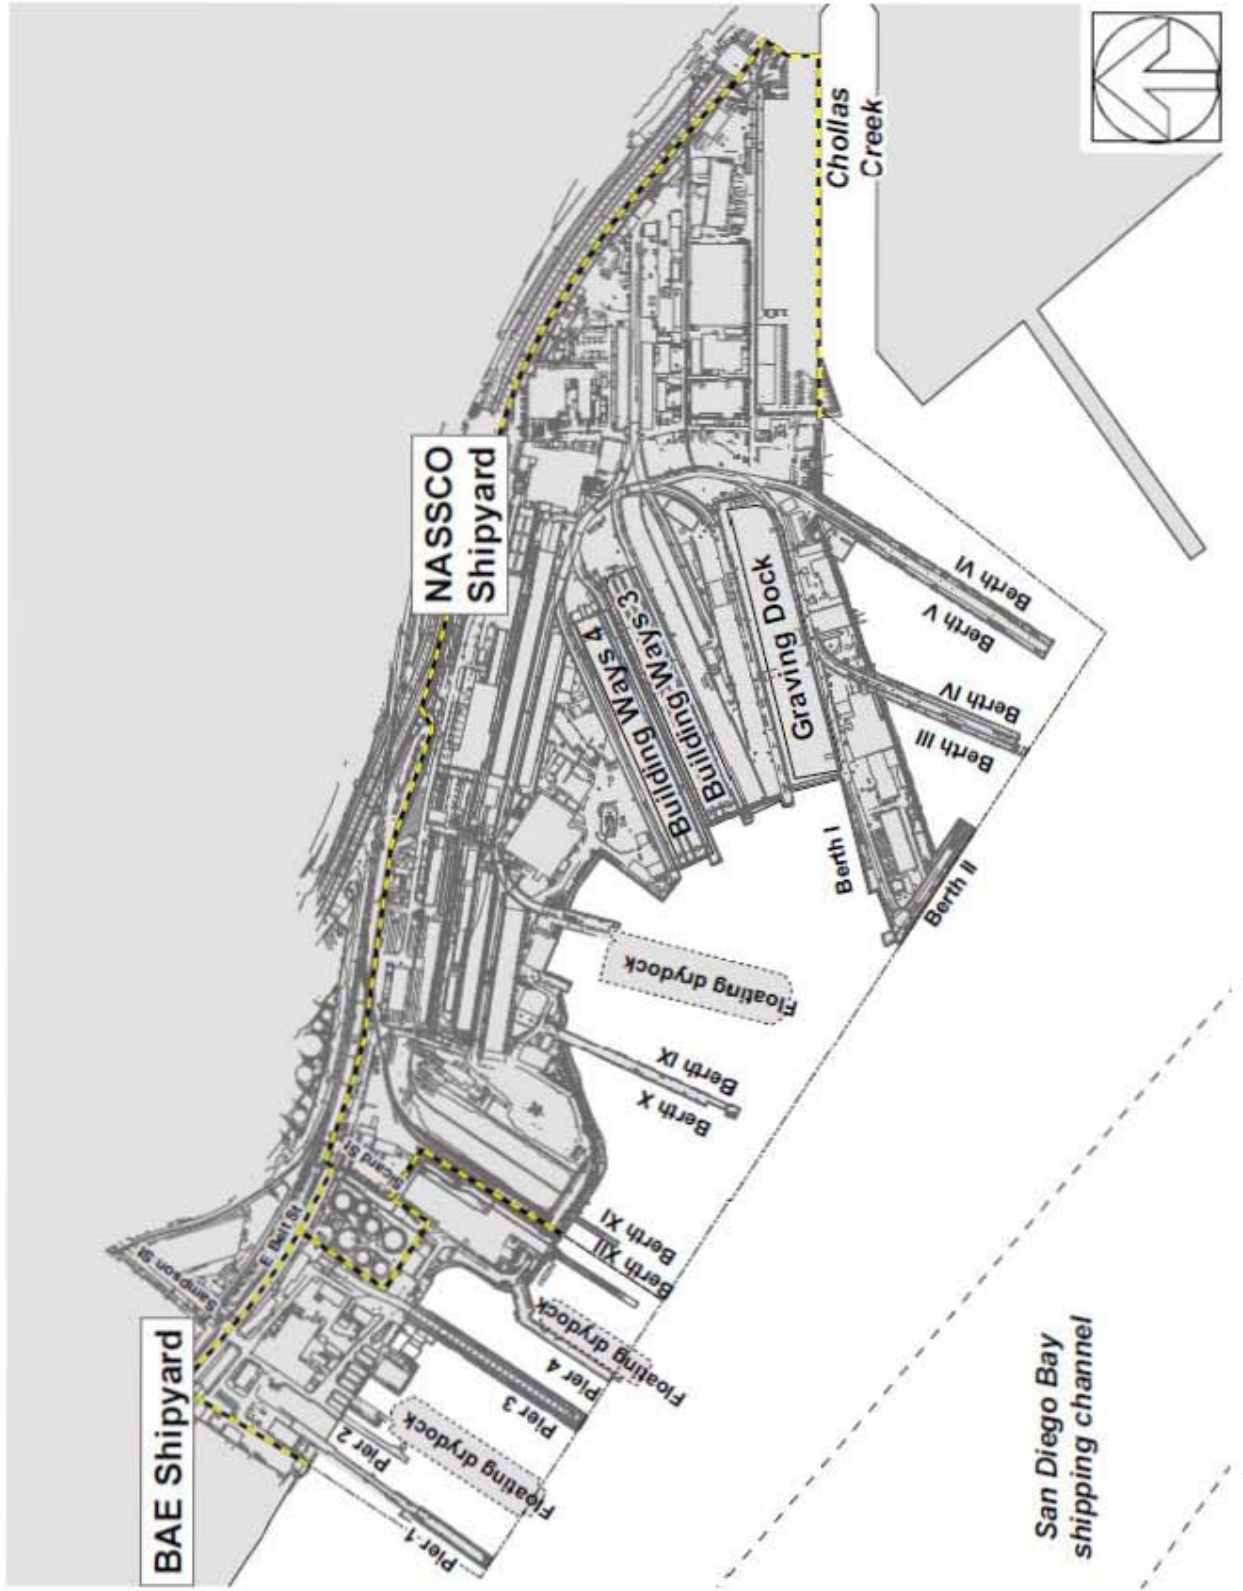 BAE Shipyard
NASSCO
Shipyard
Sampson St
E. Belt St
Sicard St
Pier 1
Pier 2
Floating drydock
Pier 3
Pier 4
Floating drydock
Berth XII
Berth XI
Berth X
Berth IX
Floating drydock
Building Ways 4
Building Ways 3
Graving Dock
Berth I
Berth II
Berth III
Berth IV
Berth V
Berth VI
Chollas
Creek
San Diego Bay
shipping channel